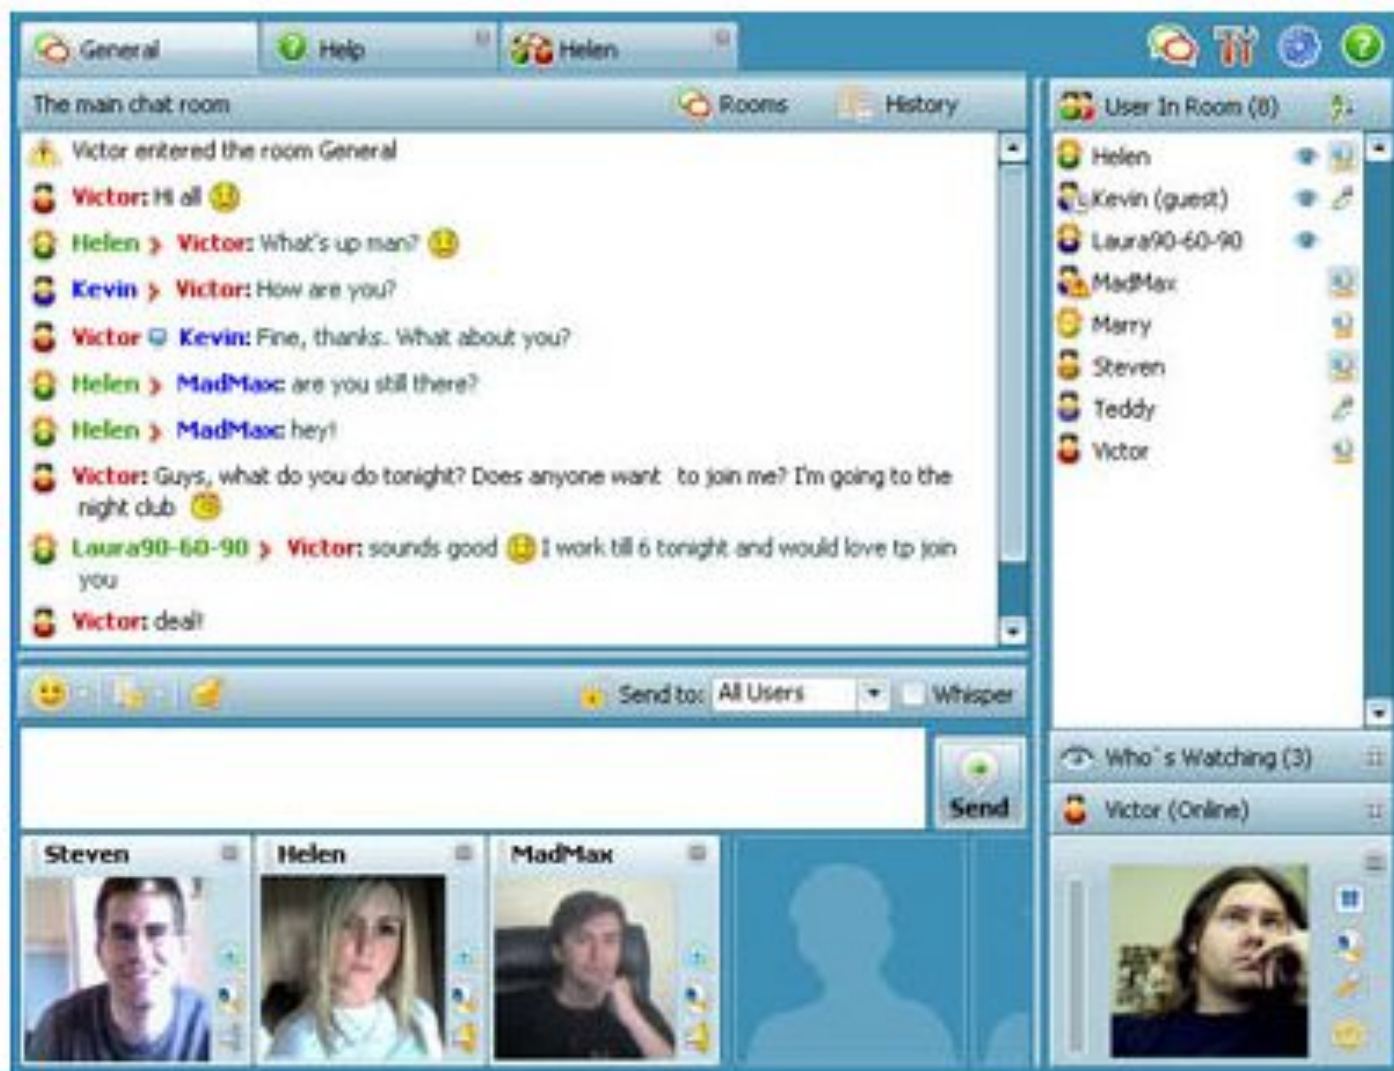 General
Help
Helen
The main chat room
Rooms
History
Victor entered the room General
Victor: Hi all
Helen > Victor: What's up man?
Kevin > Victor: How are you?
Victor Kevin: Fine, thanks. What about you?
Helen > MadMax: are you still there?
Helen > MadMax: hey!
Victor: Guys, what do you do tonight? Does anyone want to join me? I'm going to the
night club
Laura90-60-90 > Victor: sounds good I work till 6 tonight and would love tp join
you
Victor: deal!
Send to: All Users
Whisper
Send
Steven
Helen
MadMax
User In Room (8)
Helen
Kevin (guest)
Laura90-60-90
MadMax
Marry
Steven
Teddy
Victor
Who`s Watching (3)
Victor (Online)